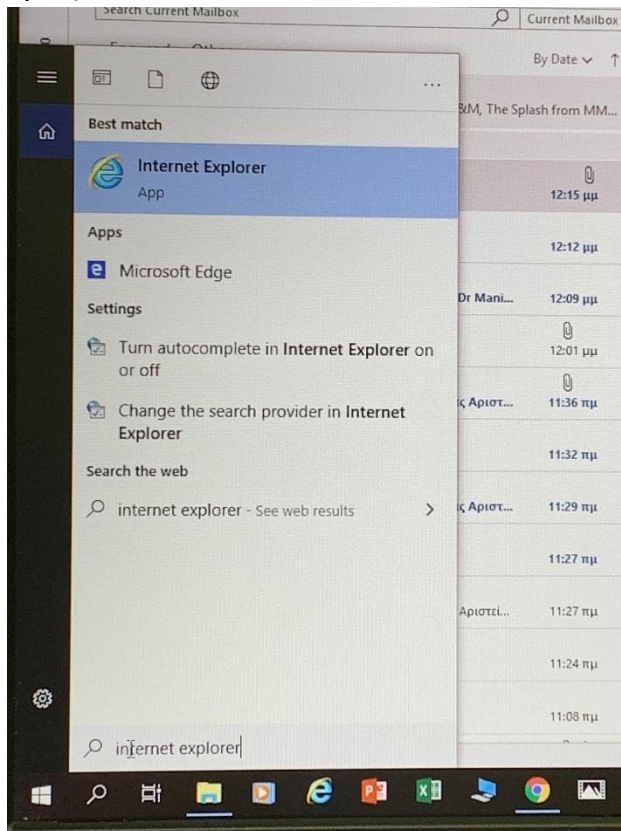 Search Current Mailbox
Current Mailbox
By Date
Best match
Internet Explorer
App
Apps
Microsoft Edge
Settings
Turn autocomplete in Internet Explorer on
or off
Change the search provider in Internet
Explorer
Search the web
internet explorer - See web results
internet explorer
&M, The Splash from MM...
12:15 μμ
12:12 μμ
Dr Mani...
12:09 μμ
12:01 μμ
ς Αριστ...
11:36 πμ
11:32 πμ
ς Αριστ...
11:29 πμ
11:27 πμ
Αριστεί...
11:27 πμ
11:24 πμ
11:08 πμ